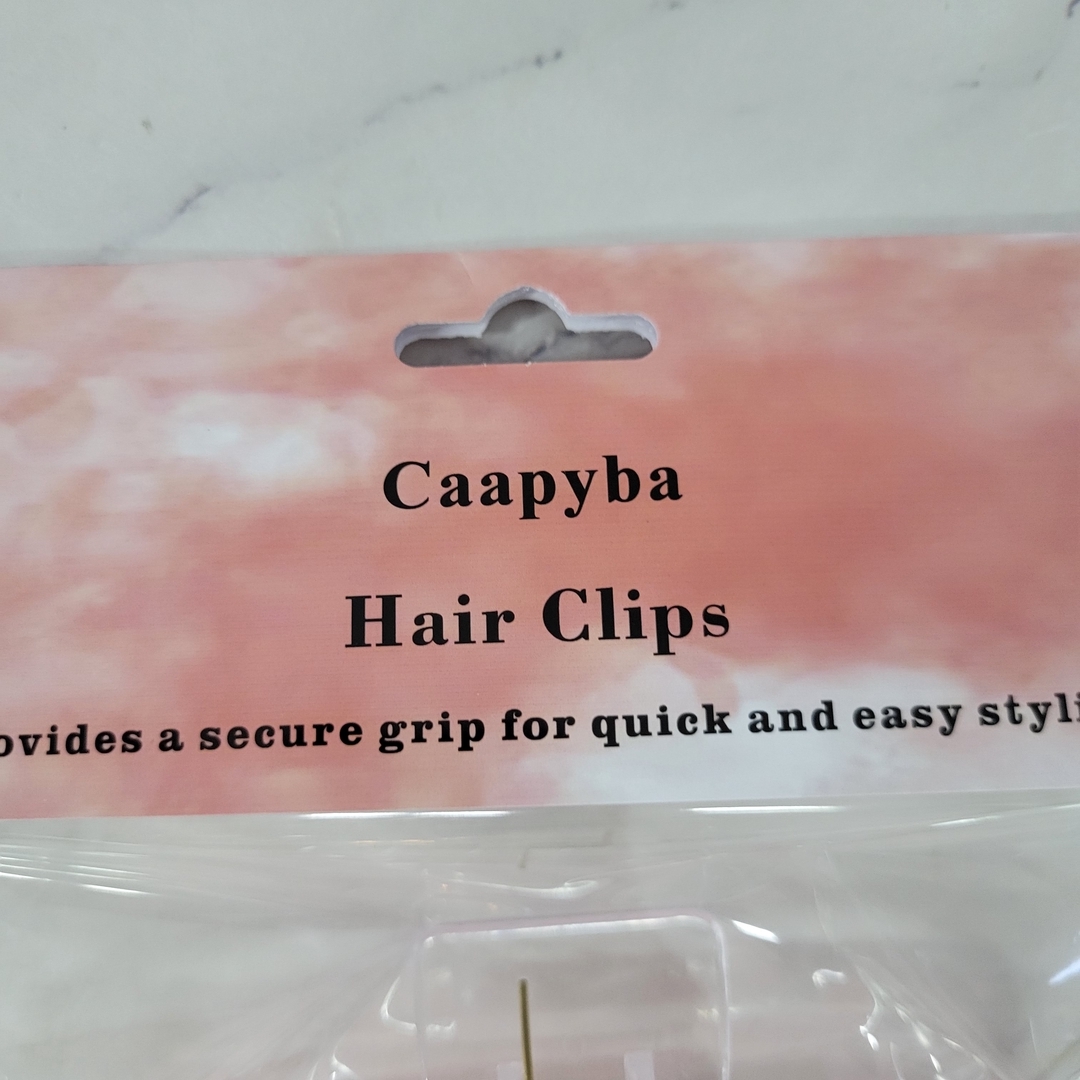 Caapyba
Hair Clips
ovides a secure grip for quick and easy styli